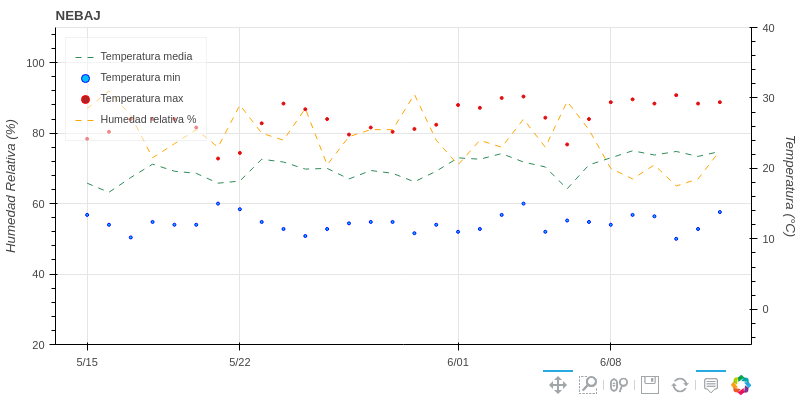 NEBAJ
Temperatura media
Temperatura min
Temperatura max
Humedad relativa %
Humedad Relativa (%)
100
80
60
40
20
40
30
20
10
0
Temperatura (°C)
5/15
5/22
6/01
6/08